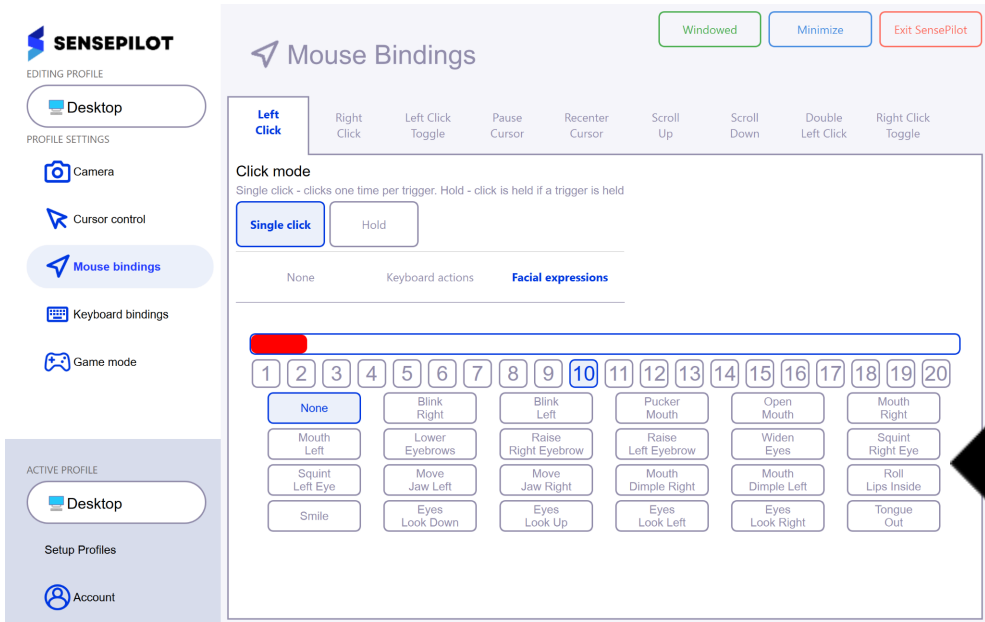 SENSEPILOT
EDITING PROFILE
Desktop
PROFILE SETTINGS
Camera
Cursor control
Mouse bindings
Keyboard bindings
Game mode
ACTIVE PROFILE
Desktop
Setup Profiles
Account
Windowed Minimize Exit SensePilot
Mouse Bindings
Left Click
Right Click
Left Click Toggle
Pause Cursor
Recenter Cursor
Scroll Up
Scroll Down
Double Left Click
Right Click Toggle
Click mode
Single click - clicks one time per trigger. Hold - click is held if a trigger is held
Single click Hold
None Keyboard actions Facial expressions
1 2 3 4 5 6 7 8 9 10 11 12 13 14 15 16 17 18 19 20
None
Blink Right
Blink Left
Pucker Mouth
Open Mouth
Mouth Right
Mouth Left
Lower Eyebrows
Raise Right Eyebrow
Raise Left Eyebrow
Widen Eyes
Squint Right Eye
Squint Left Eye
Move Jaw Left
Move Jaw Right
Mouth Dimple Right
Mouth Dimple Left
Roll Lips Inside
Smile
Eyes Look Down
Eyes Look Up
Eyes Look Left
Eyes Look Right
Tongue Out